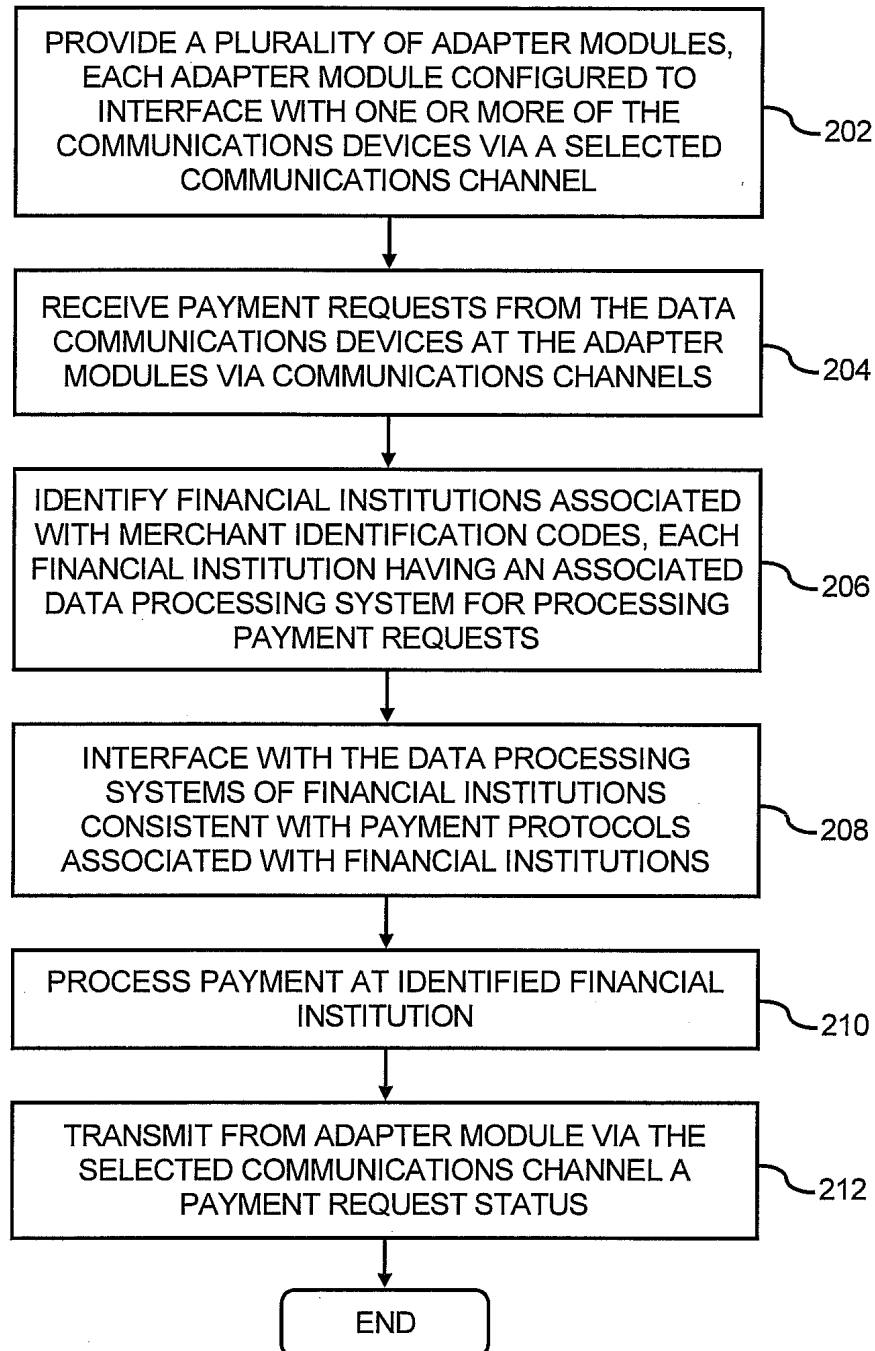 PROVIDE A PLURALITY OF ADAPTER MODULES,
EACH ADAPTER MODULE CONFIGURED TO
INTERFACE WITH ONE OR MORE OF THE
COMMUNICATIONS DEVICES VIA A SELECTED
COMMUNICATIONS CHANNEL
202
RECEIVE PAYMENT REQUESTS FROM THE DATA
COMMUNICATIONS DEVICES AT THE ADAPTER
MODULES VIA COMMUNICATIONS CHANNELS
204
IDENTIFY FINANCIAL INSTITUTIONS ASSOCIATED
WITH MERCHANT IDENTIFICATION CODES, EACH
FINANCIAL INSTITUTION HAVING AN ASSOCIATED
DATA PROCESSING SYSTEM FOR PROCESSING
PAYMENT REQUESTS
206
INTERFACE WITH THE DATA PROCESSING
SYSTEMS OF FINANCIAL INSTITUTIONS
CONSISTENT WITH PAYMENT PROTOCOLS
ASSOCIATED WITH FINANCIAL INSTITUTIONS
208
PROCESS PAYMENT AT IDENTIFIED FINANCIAL
INSTITUTION
210
TRANSMIT FROM ADAPTER MODULE VIA THE
SELECTED COMMUNICATIONS CHANNEL A
PAYMENT REQUEST STATUS
212
END